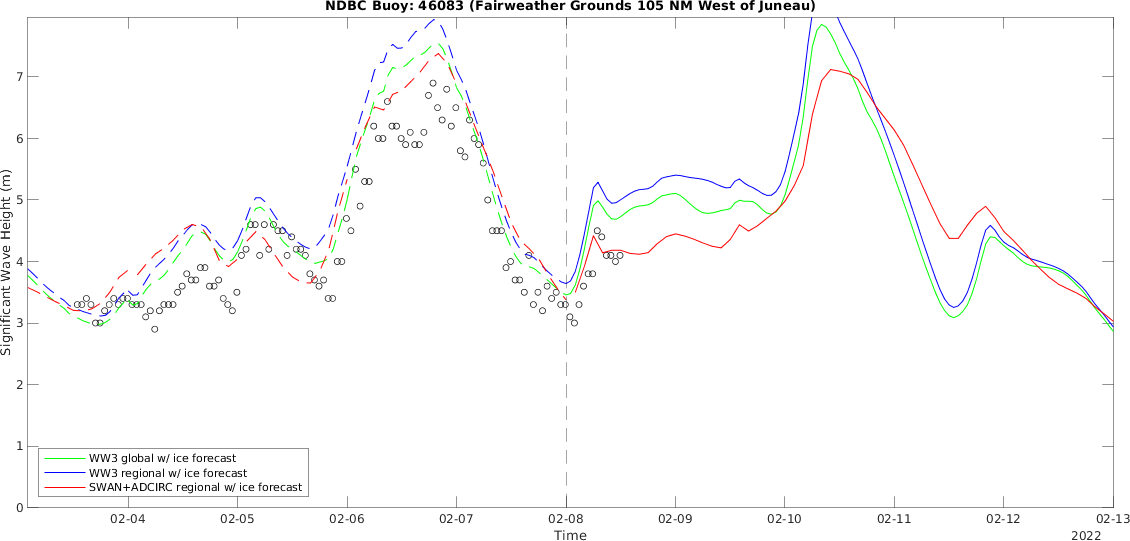 NDBC Buoy: 46083 (Fairweather Grounds 105 NM West of Juneau)
Significant Wave Height (m)
7
6
5
4
3
2
1
0
WW3 global w/ ice forecast
WW3 regional w/ ice forecast
SWAN+ADCIRC regional w/ ice forecast
02-04 02-05 02-06 02-07 02-08 02-09 02-10 02-11 02-12 02-13
Time
2022